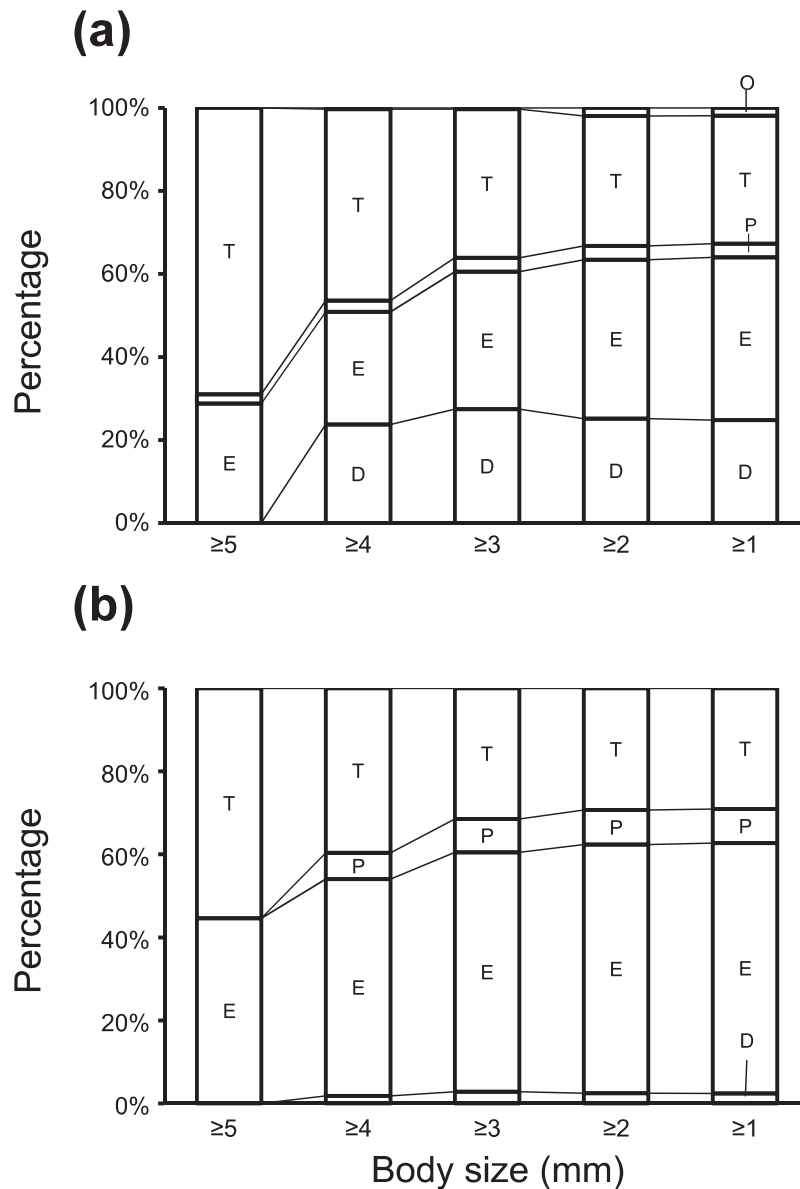 (a)
O
100%
80%
60%
40%
20%
0%
Percentage
T T T T T
P
E E E E E
D D D D
≥5 ≥4 ≥3 ≥2 ≥1
(b)
100%
80%
60%
40%
20%
0%
Percentage
T T T T T
P P P P
E E E E E
D
≥5 ≥4 ≥3 ≥2 ≥1
Body size (mm)